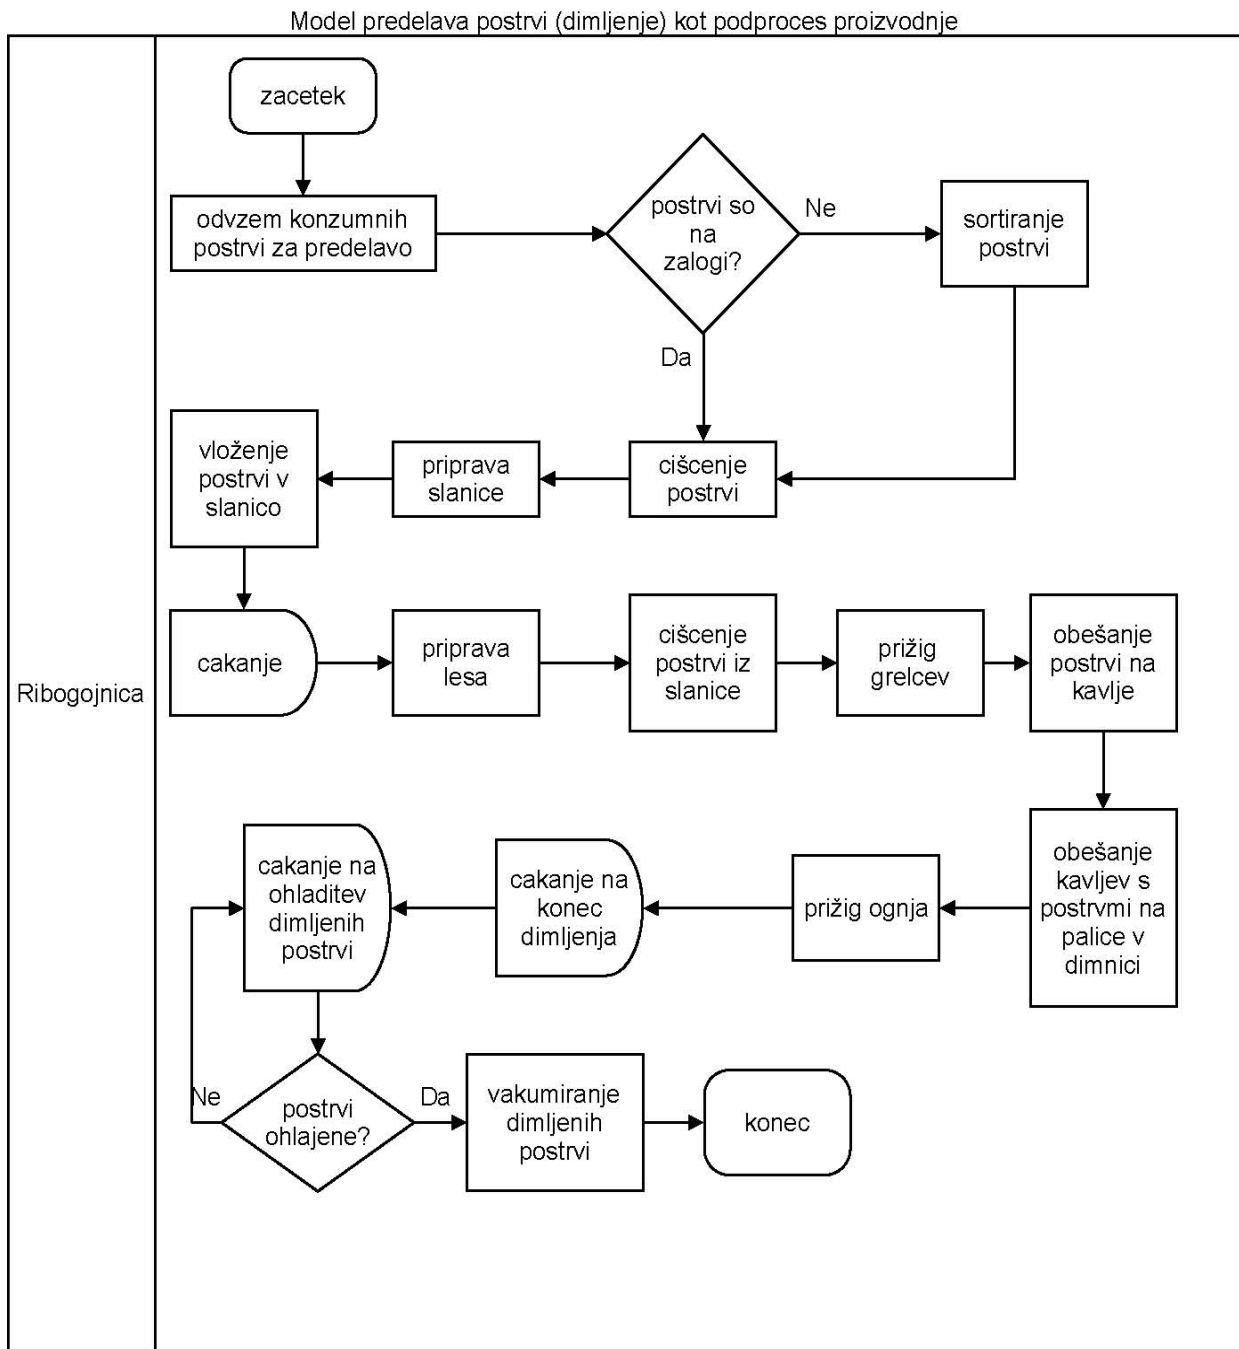 Model predelava postrvi (dimljenje) kot podproces proizvodnje
Ribogojnica
zacetek
odvzem konzumnih
postrvi za predelavo
postrvi so
na
zalogi?
Ne
sortiranje
postrvi
Da
cišcenje
postrvi
priprava
slanice
vloženje
postrvi v
slanico
cakanje
priprava
lesa
cišcenje
postrvi iz
slanice
prižig
grelcev
obešanje
postrvi na
kavlje
obešanje
kavljev s
postrvmi na
palice v
dimnici
prižig ognja
cakanje na
konec
dimljenja
cakanje na
ohladitev
dimljenih
postrvi
postrvi
ohlajene?
Ne
Da
vakumiranje
dimljenih
postrvi
konec